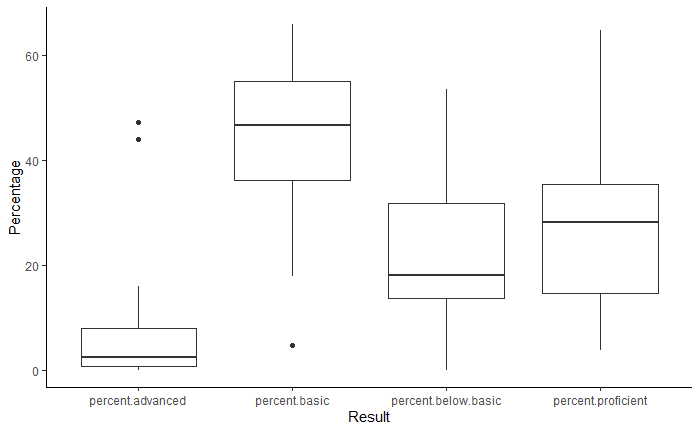 Percentage
60
40
20
0
percent.advanced percent.basic percent.below.basic percent.proficient
Result